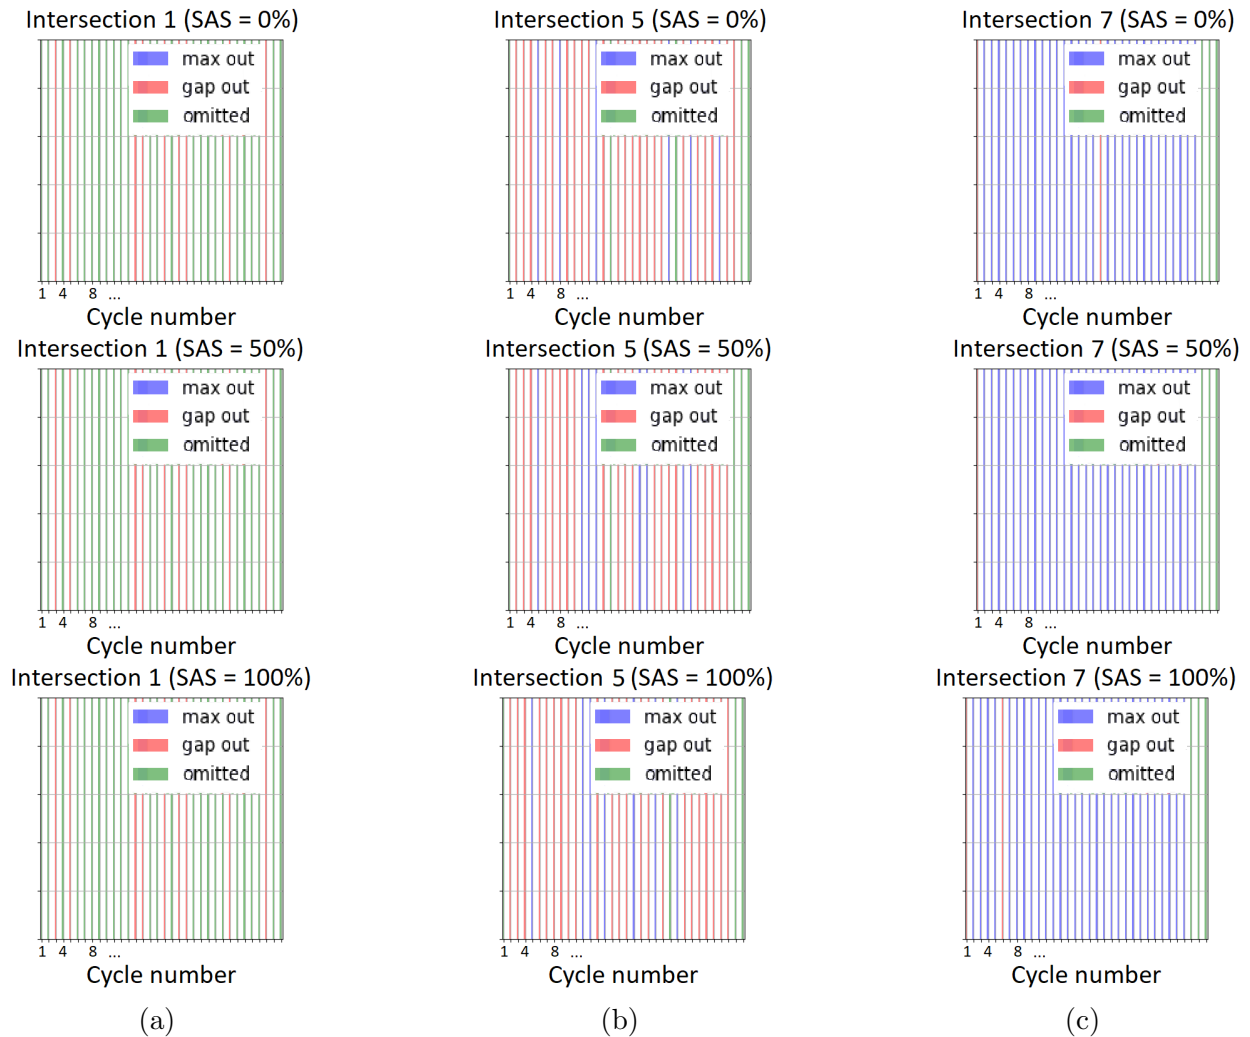 Intersection 1 (SAS = 0%)
max out
gap out
omitted
1 4 8 ...
Cycle number
Intersection 5 (SAS = 0%)
max out
gap out
omitted
1 4 8 ...
Cycle number
Intersection 7 (SAS = 0%)
max out
gap out
omitted
1 4 8 ...
Cycle number
Intersection 1 (SAS = 50%)
max out
gap out
omitted
1 4 8 ...
Cycle number
Intersection 5 (SAS = 50%)
max out
gap out
omitted
1 4 8 ...
Cycle number
Intersection 7 (SAS = 50%)
max out
gap out
omitted
1 4 8 ...
Cycle number
Intersection 1 (SAS = 100%)
max out
gap out
omitted
1 4 8 ...
Cycle number
Intersection 5 (SAS = 100%)
max out
gap out
omitted
1 4 8 ...
Cycle number
Intersection 7 (SAS = 100%)
max out
gap out
omitted
1 4 8 ...
Cycle number
(a)
(b)
(c)